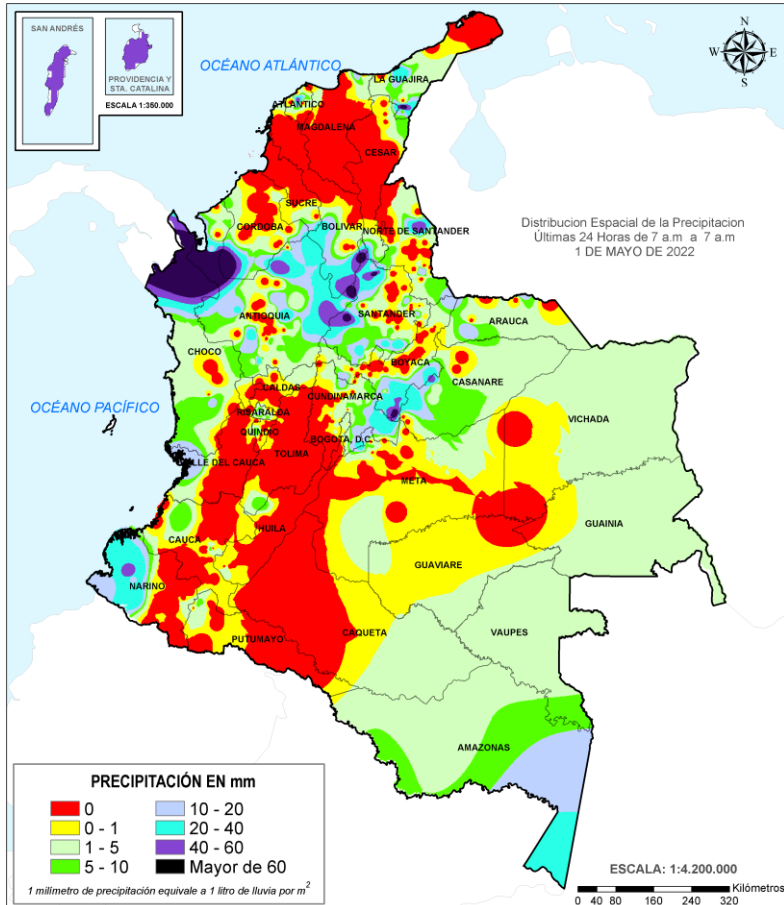 SAN ANDRÉS
PROVIDENCIA Y
STA. CATALINA
ESCALA 1:350.000
OCÉANO ATLÁNTICO
N
W
E
S
LA GUAJIRA
ATLANTICO
MAGDALENA
CESAR
SUCRE
CORDOBA
BOLIVAR
NORTE DE SANTANDER
Distribucion Espacial de la Precipitacion
Últimas 24 Horas de 7 a.m a 7 a.m
1 DE MAYO DE 2022
ANTIOQUIA
SANTANDER
ARAUCA
CHOCO
BOYACA
CASANARE
CALDAS
CUNDINAMARCA
OCÉANO PACÍFICO
RISARALDA
VICHADA
QUINDIO
BOGOTA, D.C.
TOLIMA
VALLE DEL CAUCA
META
GUAINIA
HUILA
CAUCA
GUAVIARE
NARIÑO
PUTUMAYO
CAQUETA
VAUPES
AMAZONAS
PRECIPITACIÓN EN mm
0
10 - 20
0 - 1
20 - 40
1 - 5
40 - 60
5 - 10
Mayor de 60
1 milímetro de precipitación equivale a 1 litro de lluvia por m²
ESCALA: 1:4.200.000
Kilómetros
0 40 80 160 240 320